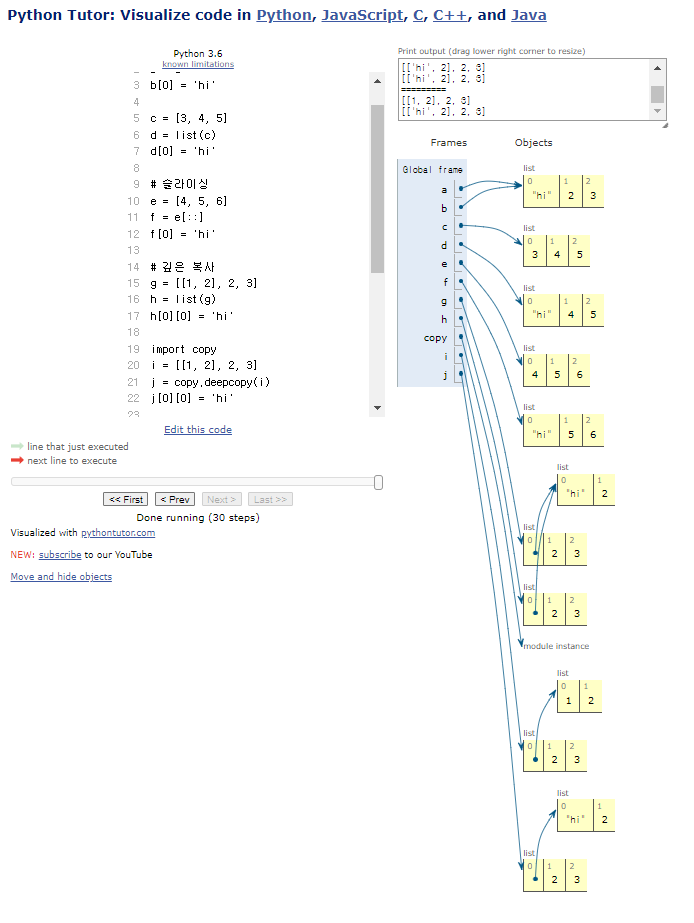 Python Tutor: Visualize code in Python, JavaScript, C, C++, and Java
Python 3.6
known limitations
3 b[0] = 'hi'
4
5 c = [3, 4, 5]
6 d = list(c)
7 d[0] = 'hi'
8
9 # 슬라이싱
10 e = [4, 5, 6]
11 f = e[::]
12 f[0] = 'hi'
13
14 # 깊은 복사
15 g = [[1, 2], 2, 3]
16 h = list(g)
17 h[0][0] = 'hi'
18
19 import copy
20 i = [[1, 2], 2, 3]
21 j = copy.deepcopy(i)
22 j[0][0] = 'hi'
23
Edit this code
line that just executed
next line to execute
<< First
< Prev
Next >
Last >>
Done running (30 steps)
Visualized with pythontutor.com
NEW: subscribe to our YouTube
Move and hide objects
Print output (drag lower right corner to resize)
[['hi', 2], 2, 3]
[['hi', 2], 2, 3]
=========
[[1, 2], 2, 3]
[['hi', 2], 2, 3]
Frames
Objects
Global frame
a
b
c
d
e
f
g
h
copy
i
j
list
0 1 2
"hi" 2 3
list
0 1 2
3 4 5
list
0 1 2
"hi" 4 5
list
0 1 2
4 5 6
list
0 1 2
"hi" 5 6
list
0 1
"hi" 2
list
0 1 2
2 3
list
0 1 2
2 3
module instance
list
0 1
1 2
list
0 1 2
2 3
list
0 1
"hi" 2
list
0 1 2
2 3